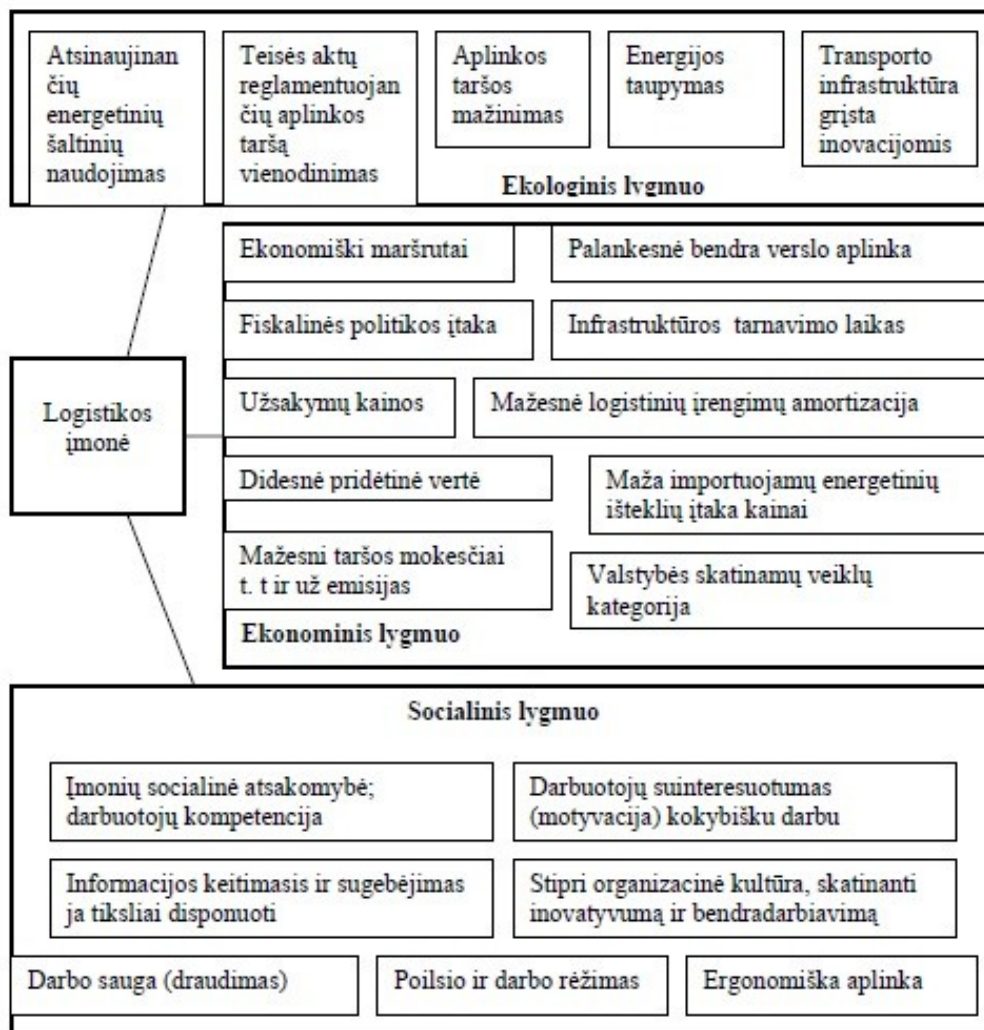 Atsinaujinan
čių
energetinių
šaltinių
naudojimas
Teisės aktų
reglamentuojan
čių aplinkos
taršą
vienodinimas
Aplinkos
taršos
mažinimas
Energijos
taupymas
Transporto
infrastruktūra
grįsta
inovacijomis
Ekologinis lygmuo
Logistikos
įmonė
Ekonomiški maršrutai
Palankesnė bendra verslo aplinka
Fiskalinės politikos įtaka
Infrastruktūros tarnavimo laikas
Užsakymų kainos
Mažesnė logistinių įrengimų amortizacija
Didesnė pridėtinė vertė
Maža importuojamų energetinių
išteklių įtaka kainai
Mažesni taršos mokesčiai
t. t ir už emisijas
Valstybės skatinamų veiklų
kategorija
Ekonominis lygmuo
Socialinis lygmuo
Įmonių socialinė atsakomybė;
darbuotojų kompetencija
Darbuotojų suinteresuotumas
(motyvacija) kokybišku darbu
Informacijos keitimasis ir sugebėjimas
ja tiksliai disponuoti
Stipri organizacinė kultūra, skatinanti
inovatyvumą ir bendradarbiavimą
Darbo sauga (draudimas)
Poilsio ir darbo rėžimas
Ergonomiška aplinka